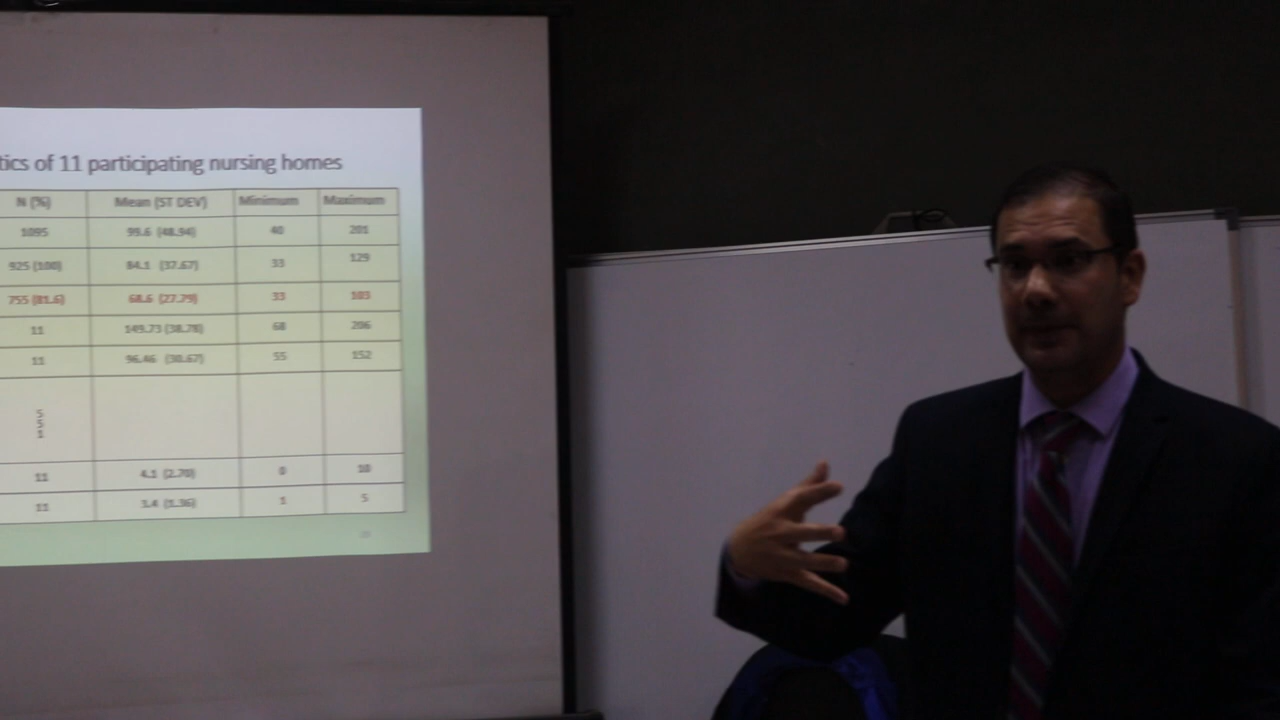 tics of 11 participating nursing homes
N (%) Mean (ST DEV) Minimum Maximum
1095 99.6 (48.94) 40 201
925 (100) 84.1 (37.67) 33 129
755 (81.6) 68.6 (27.79) 33 103
11 149.73 (38.78) 68 206
11 96.46 (30.67) 55 152
5
5
1
11 4.1 (2.70) 0 10
11 3.4 (1.36) 1 5